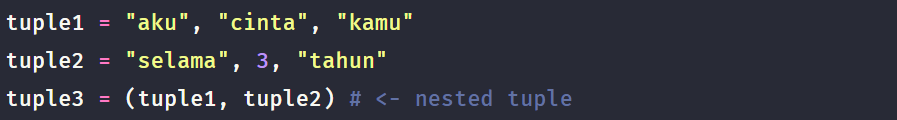 tuple1 = "aku", "cinta", "kamu"
tuple2 = "selama", 3, "tahun"
tuple3 = (tuple1, tuple2) # <- nested tuple